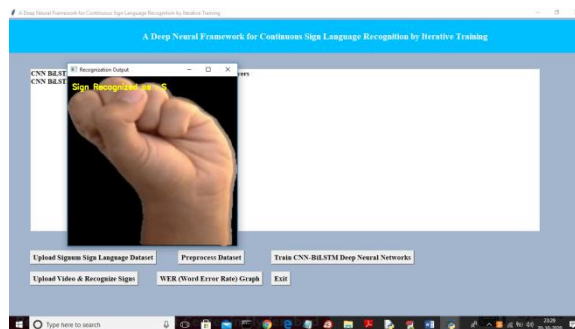 A Deep Neural Framework for Continuous Sign Language Recognition by Iterative Training
A Deep Neural Framework for Continuous Sign Language Recognition by Iterative Training
Recognization Output
CNN BiLST
CNN BiLST
Sign Recognized as : S
Upload Signum Sign Language Dataset
Preprocess Dataset
Train CNN-BiLSTM Deep Neural Networks
Upload Video & Recognize Signs
WER (Word Error Rate) Graph
Exit
Type here to search
23:29